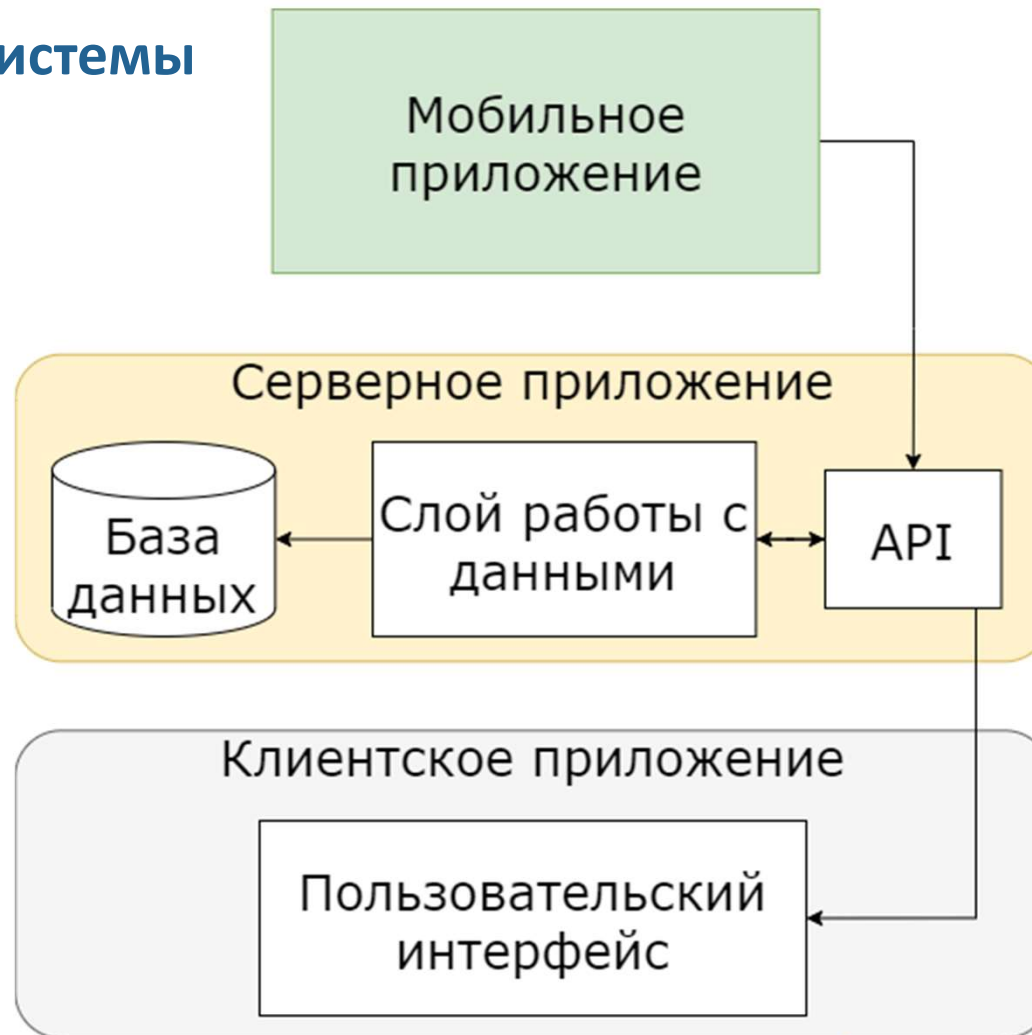 истемы
Мобильное
приложение
Серверное приложение
База
данных
Слой работы с
данными
API
Клиентское приложение
Пользовательский
интерфейс